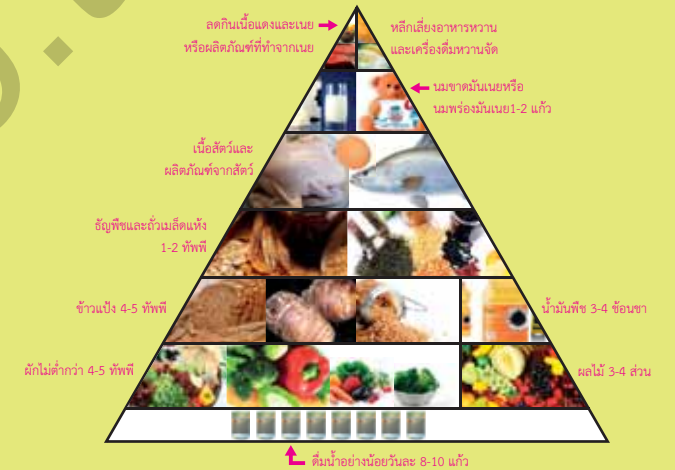 ลดกินเนื้อแดงและเนย
หรือผลิตภัณฑ์ที่ทำจากเนย
หลีกเลี่ยงอาหารหวาน
และเครื่องดื่มหวานจัด
นมขาดมันเนยหรือ
นมพร่องมันเนย1-2 แก้ว
เนื้อสัตว์และ
ผลิตภัณฑ์จากสัตว์
ธัญพืชและถั่วเมล็ดแห้ง
1-2 ทัพพี
ข้าวแป้ง 4-5 ทัพพี
น้ำมันพืช 3-4 ช้อนชา
ผักไม่ต่ำกว่า 4-5 ทัพพี
ผลไม้ 3-4 ส่วน
ดื่มน้ำอย่างน้อยวันละ 8-10 แก้ว